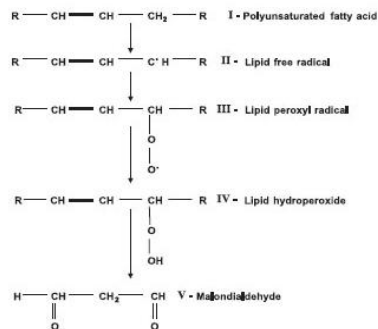 R CH CH CH2 R I - Polyunsaturated fatty acid
R CH CH C• H R II - Lipid free radical
R CH CH CH R III - Lipid peroxyl radical
O
O•
R CH CH CH R IV - Lipid hydroperoxide
O
OH
H CH CH2 CH V - Malondialdehyde
O O